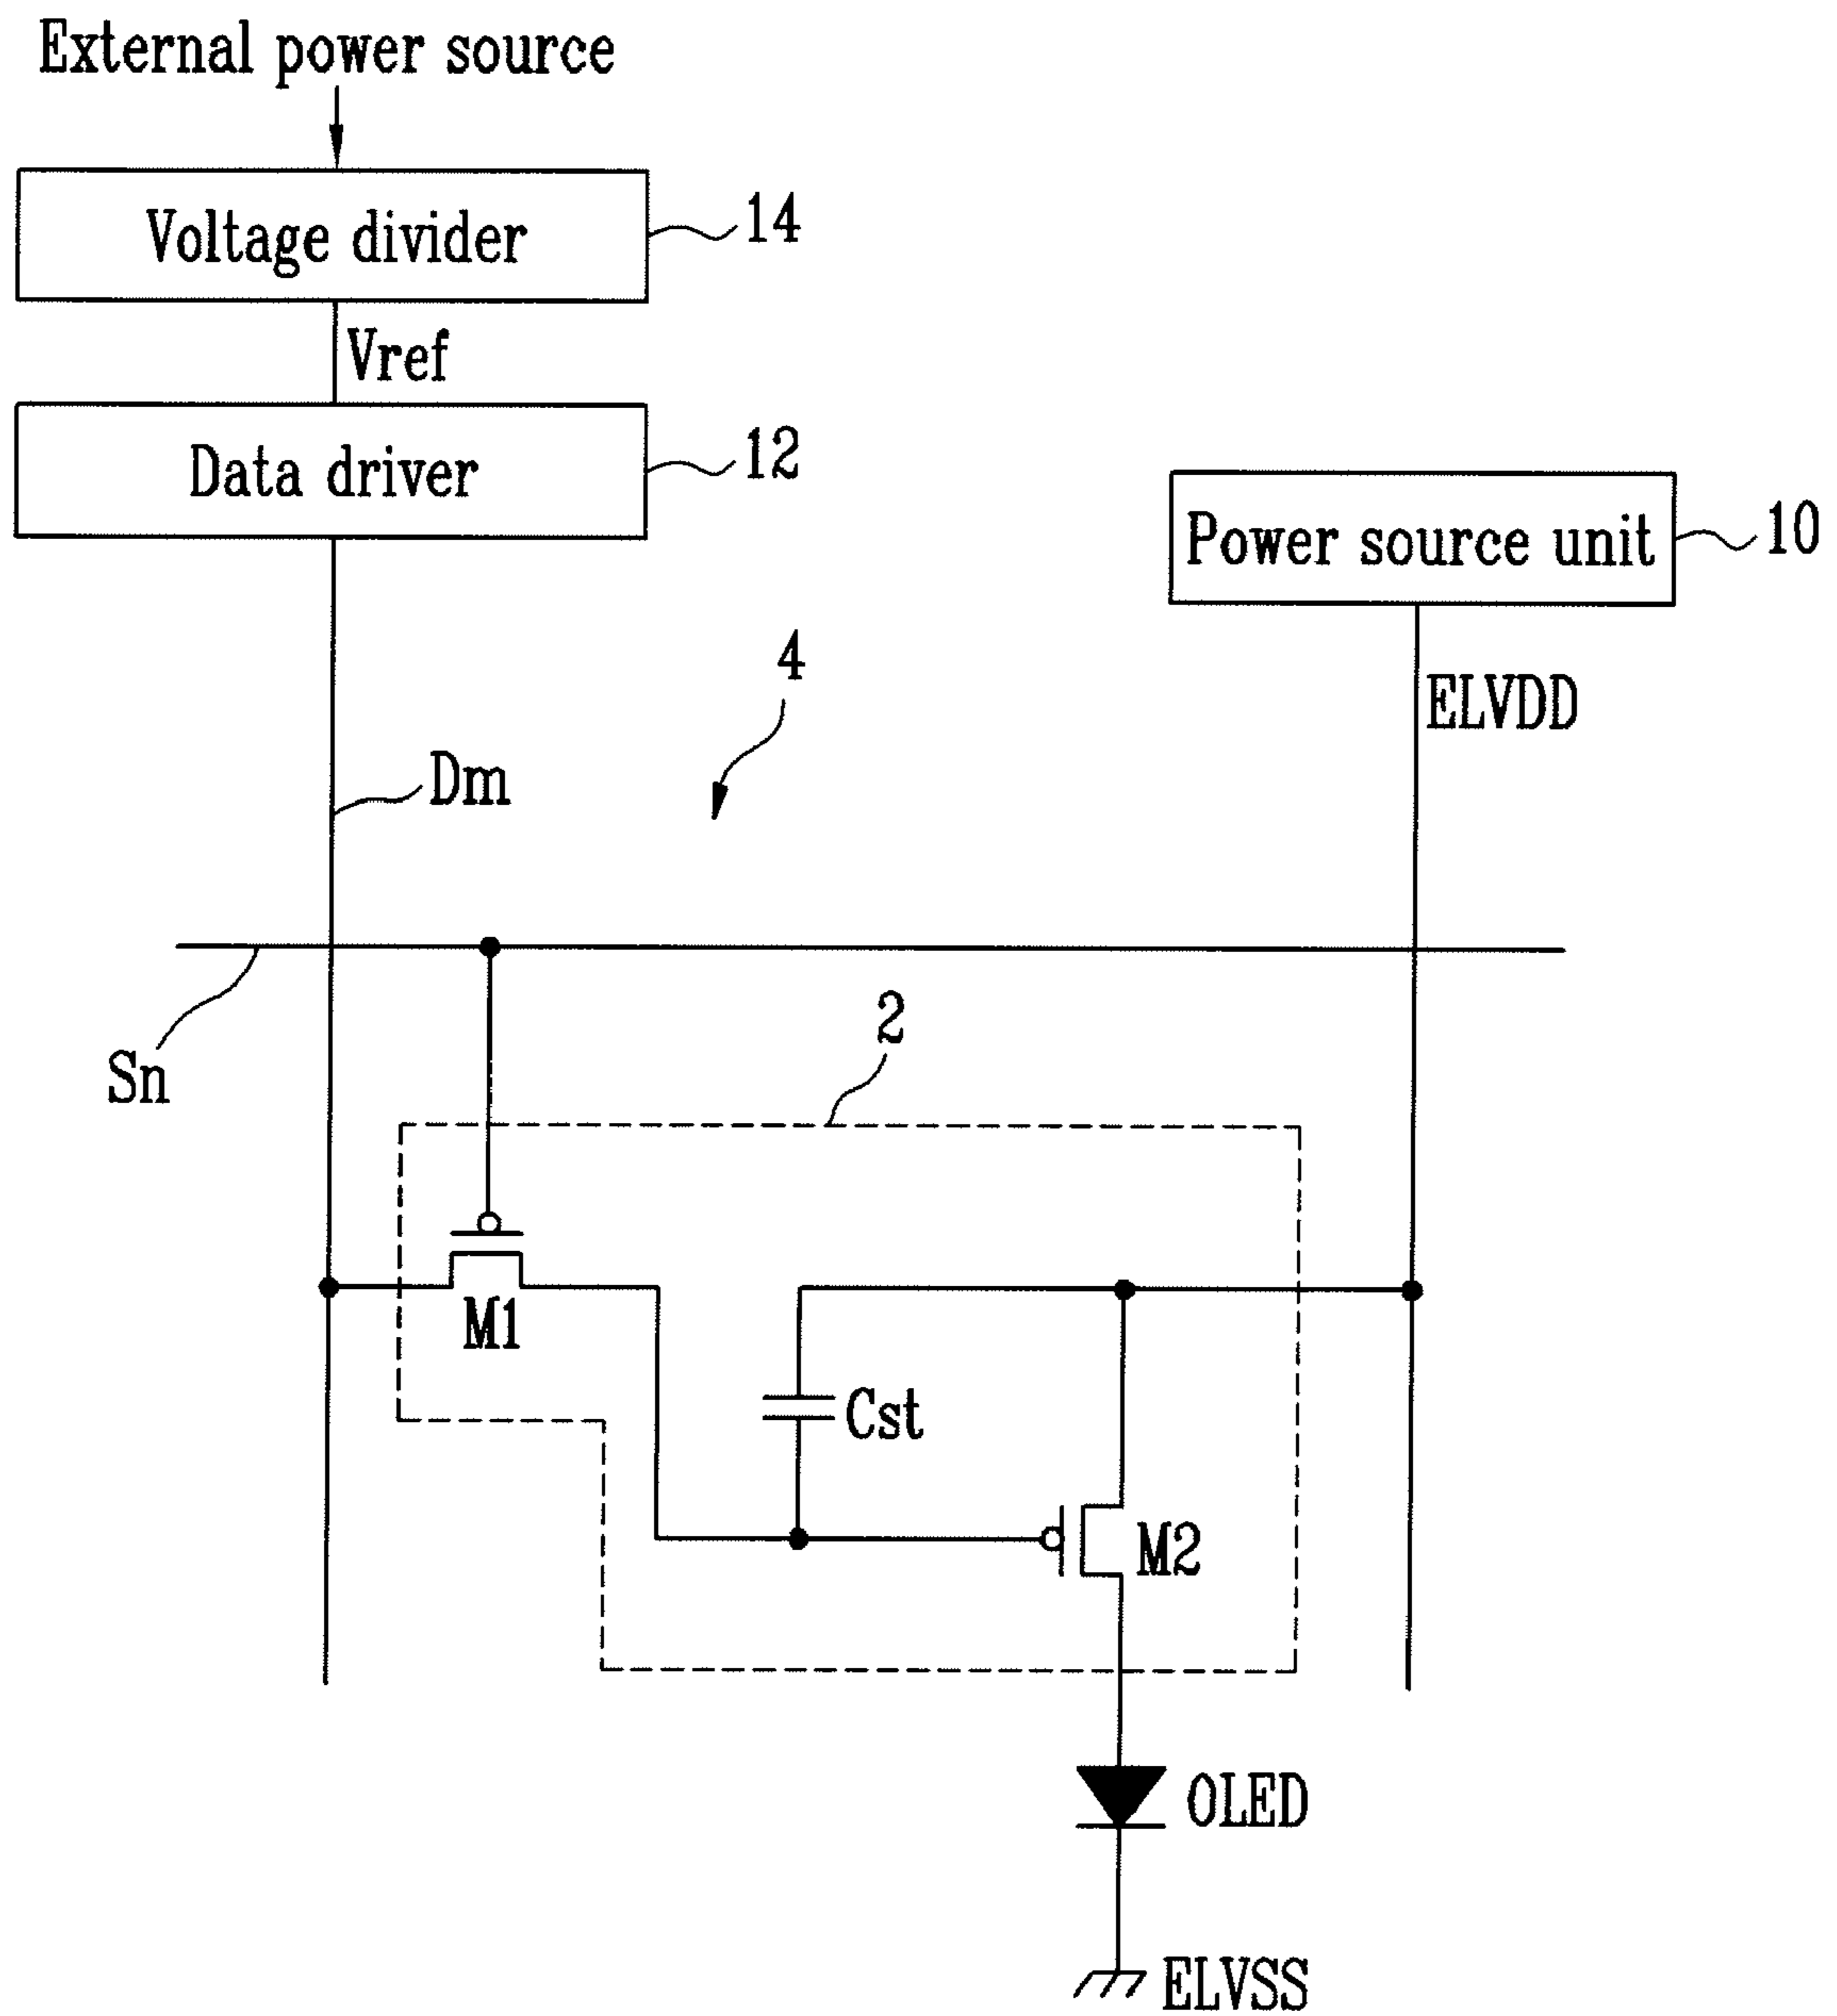 External power source
Voltage divider
14
Vref
Data driver
12
Power source unit
10
4
ELVDD
Dm
2
Sn
M1
Cst
M2
OLED
ELVSS